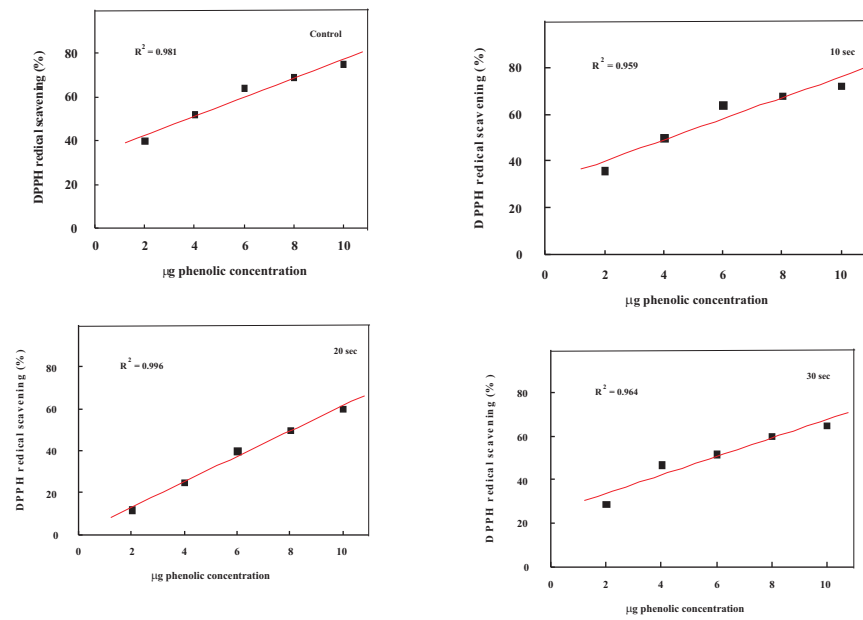 Control
R² = 0.981
80
60
40
20
0
DPPH redical scavening (%)
0 2 4 6 8 10
µg phenolic concentration
10 sec
R² = 0.959
80
60
40
20
0
DPPH redical scavening (%)
0 2 4 6 8 10
µg phenolic concentration
20 sec
R² = 0.996
80
60
40
20
0
DPPH redical scavening (%)
0 2 4 6 8 10
µg phenolic concentration
30 sec
R² = 0.964
80
60
40
20
0
DPPH redical scavening (%)
0 2 4 6 8 10
µg phenolic concentration